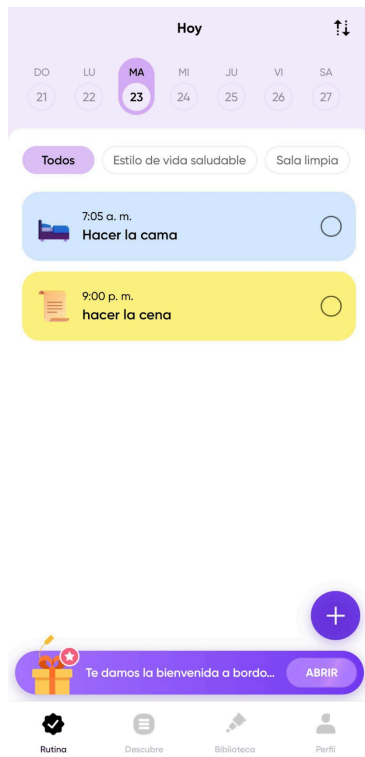 Hoy
DO LU MA MI JU VI SA
21 22 23 24 25 26 27
Todos Estilo de vida saludable Sala limpia
7:05 a. m.
Hacer la cama
9:00 p. m.
hacer la cena
+
Te damos la bienvenida a bordo... ABRIR
Rutina Descubre Biblioteca Perfil